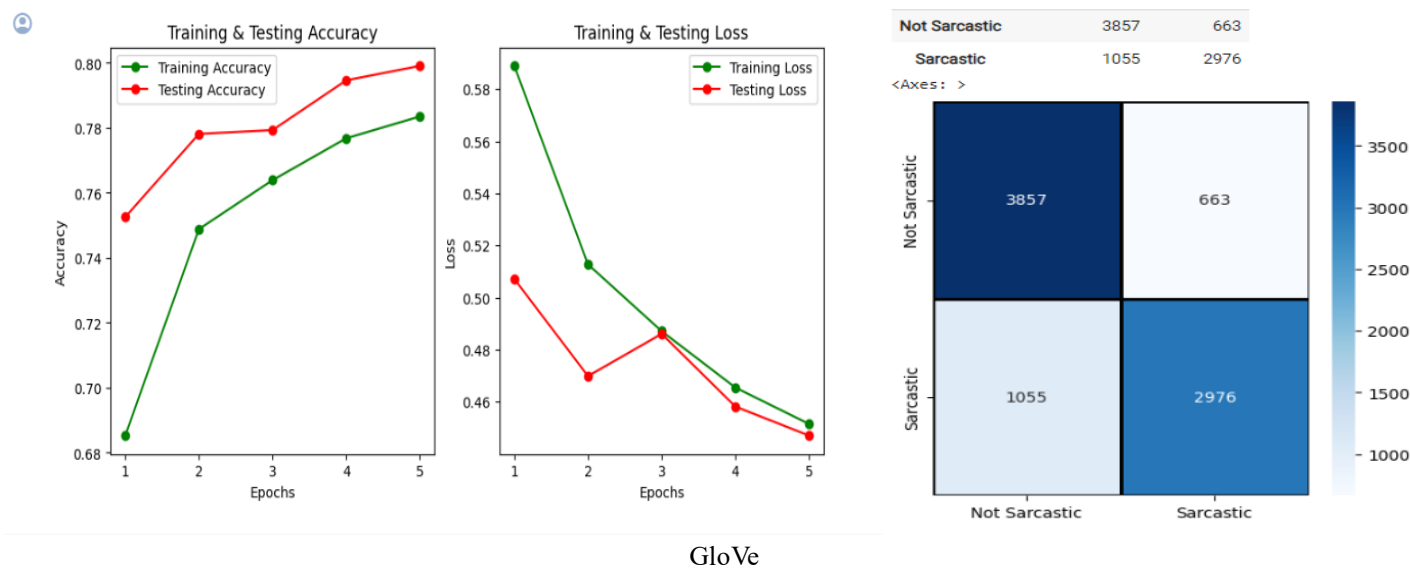 Training & Testing Accuracy
Training Accuracy
Testing Accuracy
0.80
0.78
0.76
0.74
0.72
0.70
0.68
Accuracy
1 2 3 4 5
Epochs
Training & Testing Loss
Training Loss
Testing Loss
0.58
0.56
0.54
0.52
0.50
0.48
0.46
Loss
1 2 3 4 5
Epochs
Not Sarcastic 3857 663
Sarcastic 1055 2976
<Axes: >
Not Sarcastic
Sarcastic
3857 663
1055 2976
Not Sarcastic Sarcastic
3500
3000
2500
2000
1500
1000
GloVe